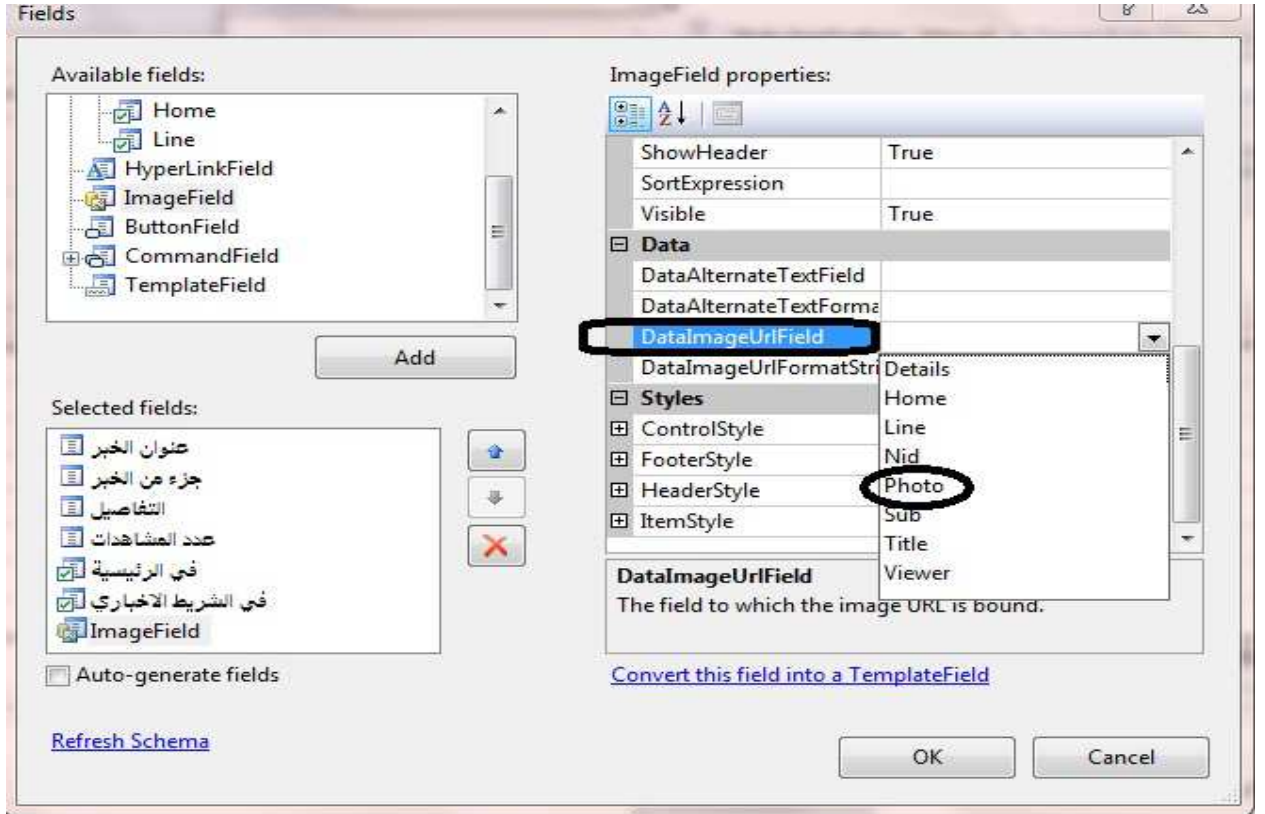 Fields
Available fields:
Home
Line
HyperLinkField
ImageField
ButtonField
CommandField
TemplateField
Add
Selected fields:
عنوان الخبر
جزء من الخبر
التفاصيل
عدد المشاهدات
في الرئيسية
في الشريط الاخباري
ImageField
Auto-generate fields
Refresh Schema
ImageField properties:
ShowHeader True
SortExpression
Visible True
Data
DataAlternateTextField
DataAlternateTextForma
DataImageUrlField
DataImageUrlFormatStri
Styles
ControlStyle
FooterStyle
HeaderStyle
ItemStyle
Details
Home
Line
Nid
Photo
Sub
Title
Viewer
DataImageUrlField
The field to which the image URL is bound.
Convert this field into a TemplateField
OK Cancel